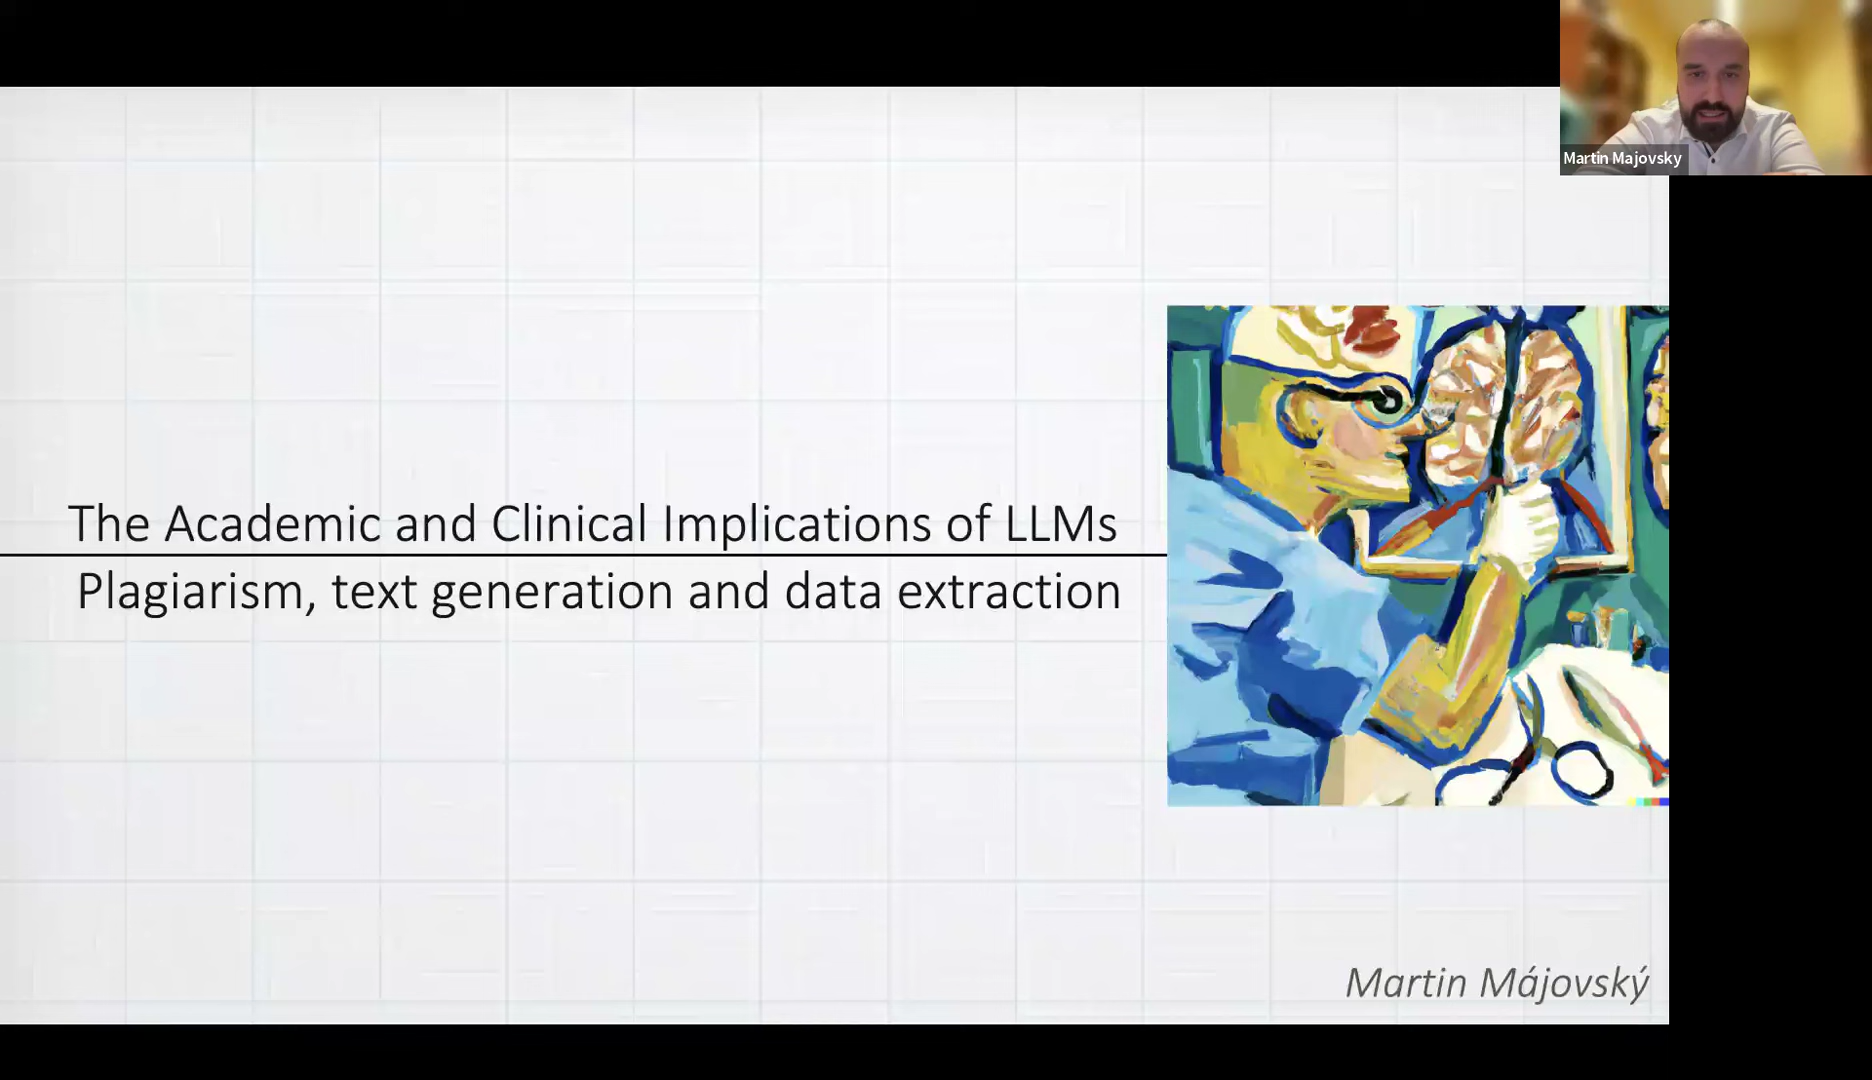 Martin Majovsky
The Academic and Clinical Implications of LLMs
Plagiarism, text generation and data extraction
Martin Májovský